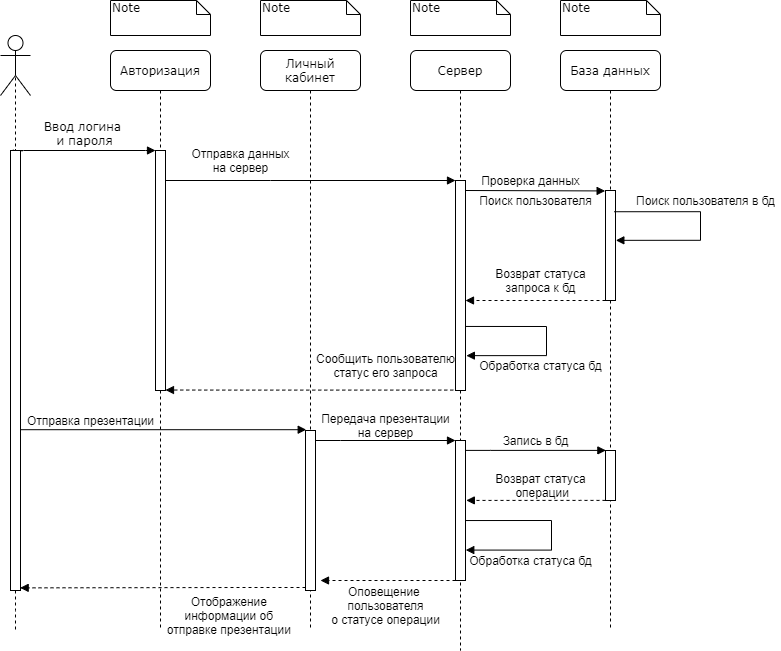 Note
Note
Note
Note
Авторизация
Личный
кабинет
Сервер
База данных
Ввод логина
и пароля
Отправка данных
на сервер
Проверка данных
Поиск пользователя
Поиск пользователя в бд
Возврат статуса
запроса к бд
Сообщить пользователю
статус его запроса
Обработка статуса бд
Отправка презентации
Передача презентации
на сервер
Запись в бд
Возврат статуса
операции
Обработка статуса бд
Оповещение
пользователя
о статусе операции
Отображение
информации об
отправке презентации